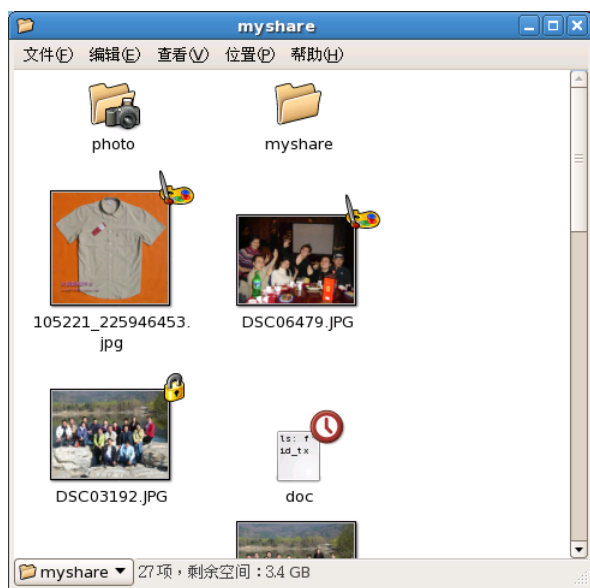 myshare
文件(F) 编辑(E) 查看(V) 位置(P) 帮助(H)
photo
myshare
105221_225946453.
jpg
DSC06479.JPG
DSC03192.JPG
ls: f
id_tx
doc
myshare 27项，剩余空间：3.4 GB